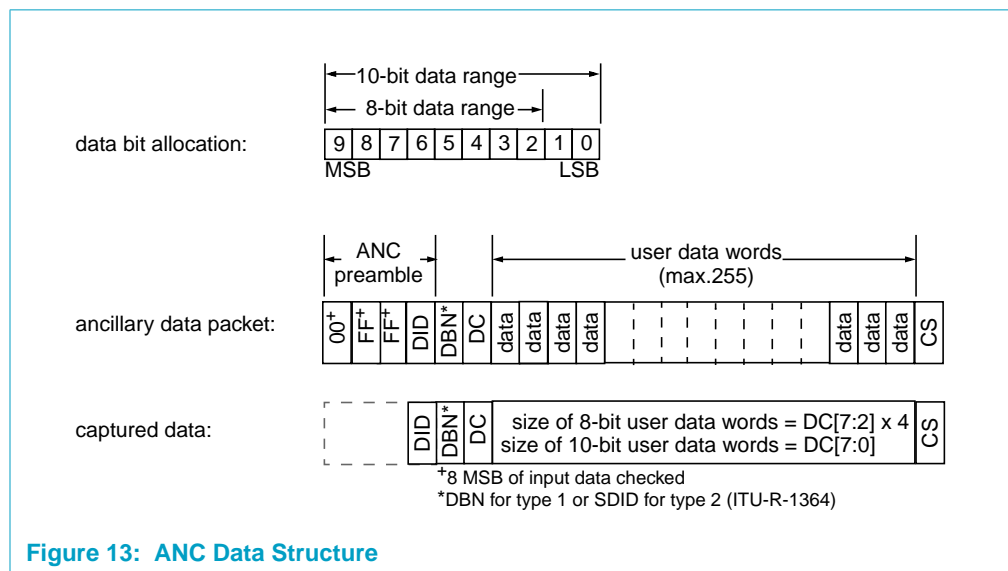 10-bit data range
8-bit data range
data bit allocation:
9 8 7 6 5 4 3 2 1 0
MSB LSB
ANC
preamble
user data words
(max.255)
ancillary data packet:
00+ FF+ FF+ DID DBN* DC data data data data data data data CS
captured data:
DID DBN* DC
size of 8-bit user data words = DC[7:2] x 4
size of 10-bit user data words = DC[7:0]
CS
+8 MSB of input data checked
*DBN for type 1 or SDID for type 2 (ITU-R-1364)
Figure 13: ANC Data Structure